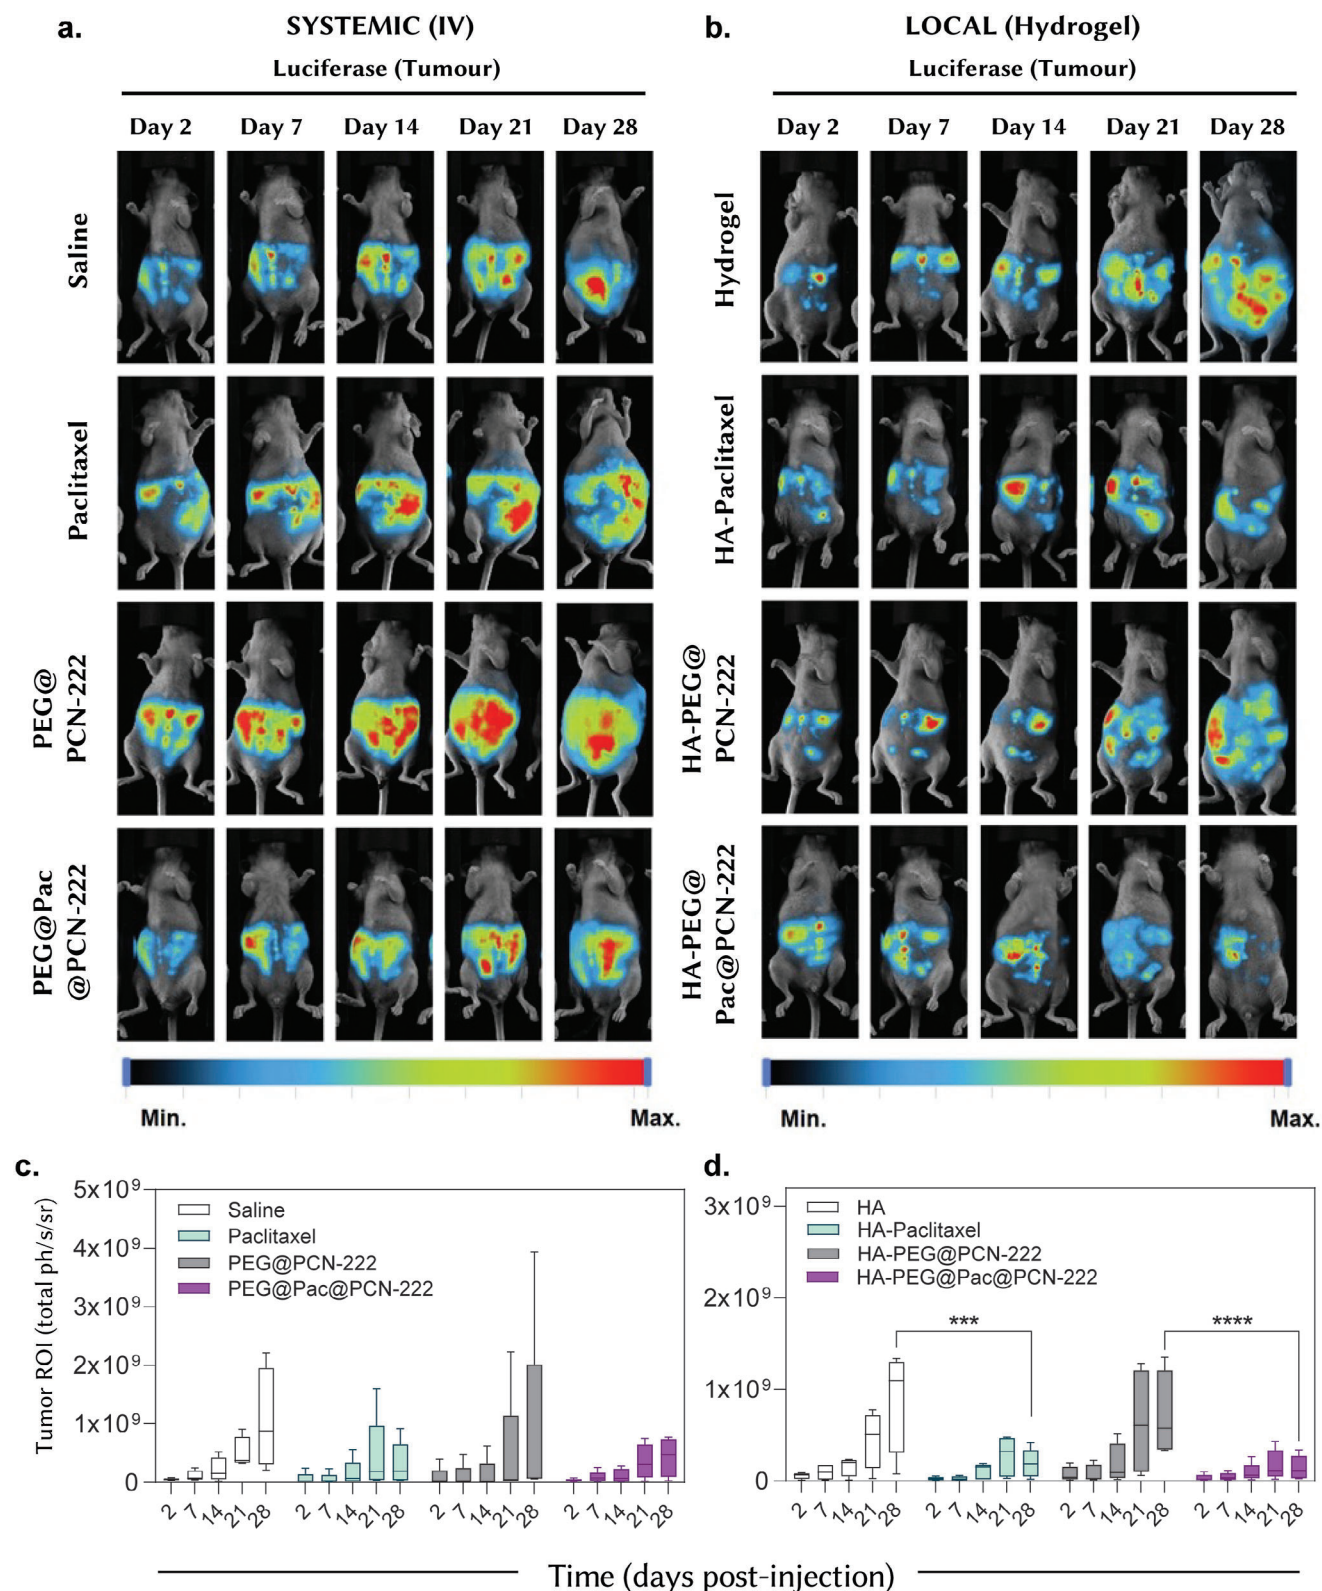 a.
SYSTEMIC (IV)
Luciferase (Tumour)
Day 2 Day 7 Day 14 Day 21 Day 28
Saline
Paclitaxel
PEG@
PCN-222
PEG@Pac
@PCN-222
Min. Max.
b.
LOCAL (Hydrogel)
Luciferase (Tumour)
Day 2 Day 7 Day 14 Day 21 Day 28
Hydrogel
HA-Paclitaxel
HA-PEG@
PCN-222
HA-PEG@
Pac@PCN-222
Min. Max.
c.
Tumor ROI (total ph/s/sr)
5x10⁹
4x10⁹
3x10⁹
2x10⁹
1x10⁹
0
Saline
Paclitaxel
PEG@PCN-222
PEG@Pac@PCN-222
2 7 14 21 28 2 7 14 21 28 2 7 14 21 28 2 7 14 21 28
d.
3x10⁹
2x10⁹
1x10⁹
0
HA
HA-Paclitaxel
HA-PEG@PCN-222
HA-PEG@Pac@PCN-222
*** ****
2 7 14 21 28 2 7 14 21 28 2 7 14 21 28 2 7 14 21 28
Time (days post-injection)